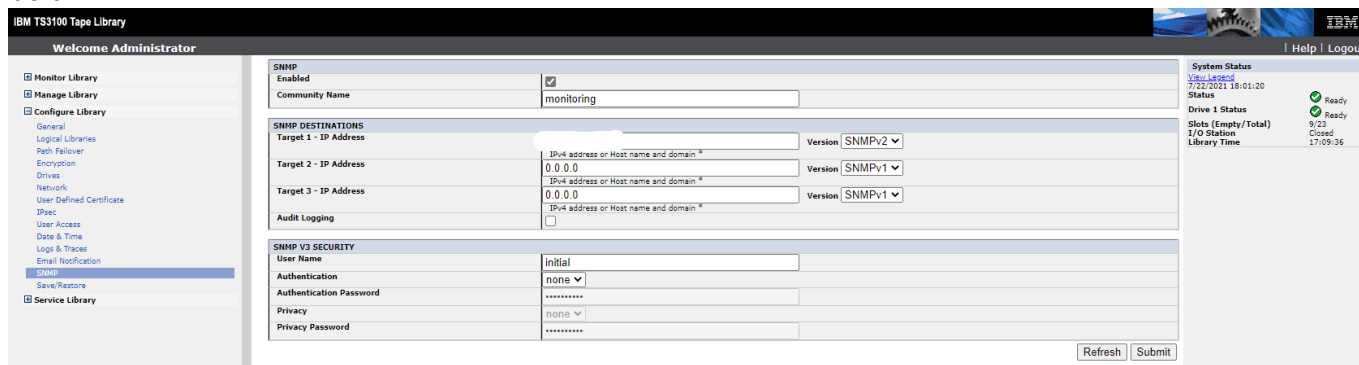 IBM TS3100 Tape Library
IBM
Welcome Administrator
| Help | Logou
Monitor Library
Manage Library
Configure Library
General
Logical Libraries
Path Failover
Encryption
Drives
Network
User Defined Certificate
IPsec
User Access
Date & Time
Logs & Traces
Email Notification
SNMP
Save/Restore
Service Library
SNMP
Enabled
Community Name monitoring
SNMP DESTINATIONS
Target 1 - IP Address Version SNMPv2
IPv4 address or Host name and domain *
Target 2 - IP Address 0.0.0.0 Version SNMPv1
IPv4 address or Host name and domain *
Target 3 - IP Address 0.0.0.0 Version SNMPv1
IPv4 address or Host name and domain *
Audit Logging
SNMP V3 SECURITY
User Name initial
Authentication none
Authentication Password ••••••••••
Privacy none
Privacy Password ••••••••••
Refresh Submit
System Status
View Legend
7/22/2021 18:01:20
Status Ready
Drive 1 Status Ready
Slots (Empty/Total) 9/23
I/O Station Closed
Library Time 17:09:36